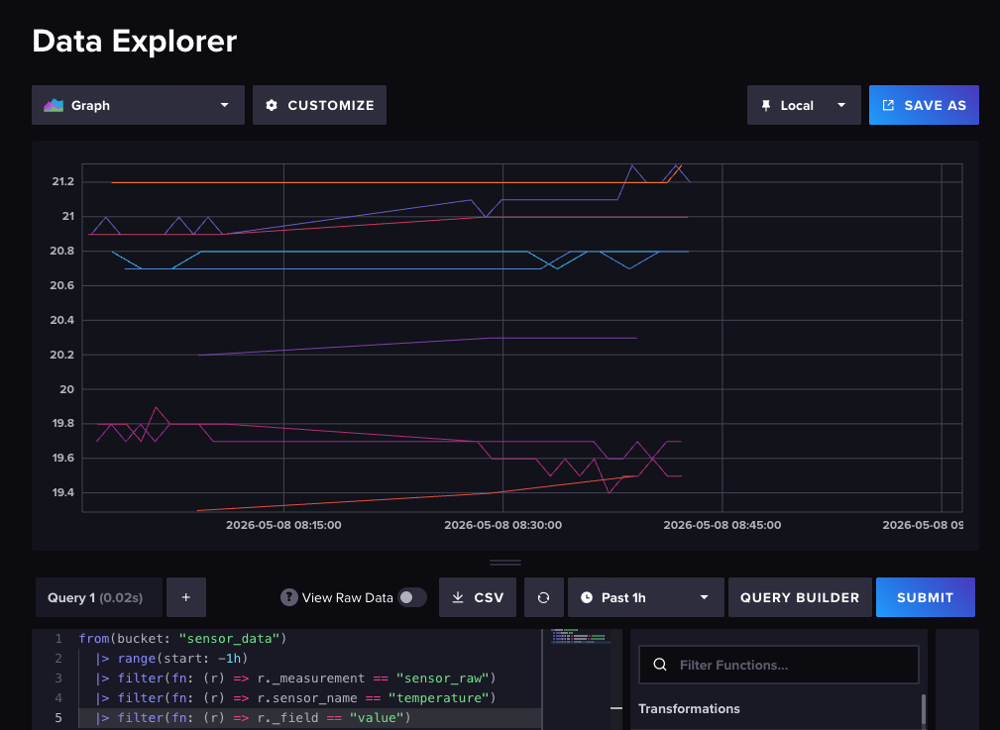 Data Explorer
Graph
CUSTOMIZE
Local
SAVE AS
21.2
21
20.8
20.6
20.4
20.2
20
19.8
19.6
19.4
2026-05-08 08:15:00
2026-05-08 08:30:00
2026-05-08 08:45:00
2026-05-08 09
Query 1 (0.02s)
+
? View Raw Data
CSV
Past 1h
QUERY BUILDER
SUBMIT
1 from(bucket: "sensor_data")
2 |> range(start: -1h)
3 |> filter(fn: (r) => r._measurement == "sensor_raw")
4 |> filter(fn: (r) => r.sensor_name == "temperature")
5 |> filter(fn: (r) => r._field == "value")
Filter Functions...
Transformations